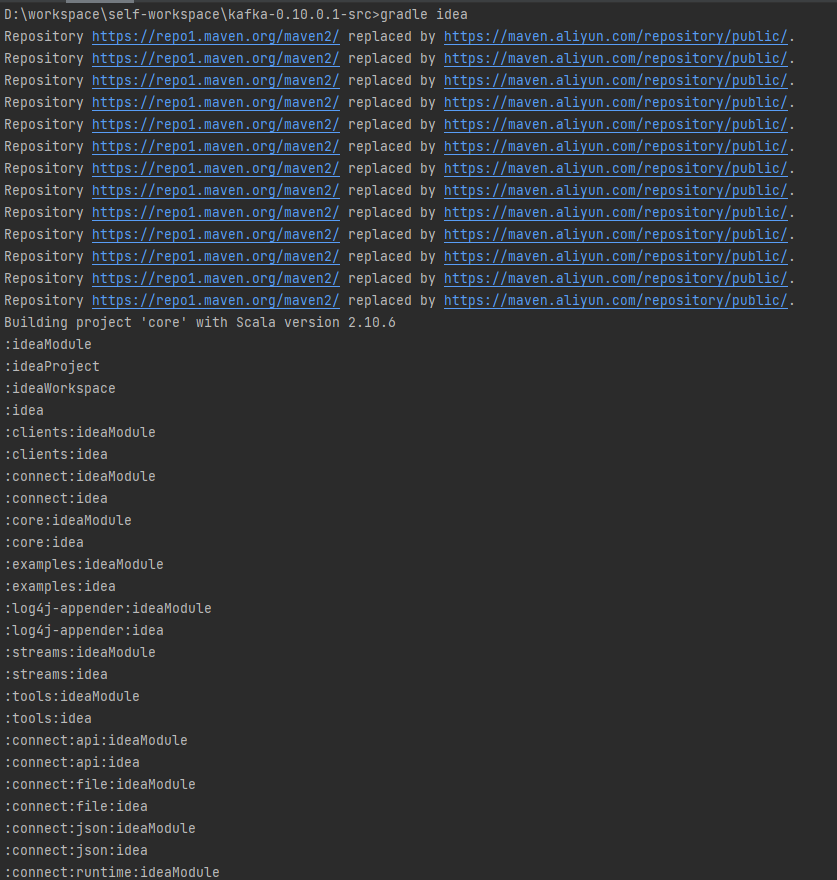 D:\workspace\self-workspace\kafka-0.10.0.1-src>gradle idea
Repository https://repo1.maven.org/maven2/ replaced by https://maven.aliyun.com/repository/public/.
Repository https://repo1.maven.org/maven2/ replaced by https://maven.aliyun.com/repository/public/.
Repository https://repo1.maven.org/maven2/ replaced by https://maven.aliyun.com/repository/public/.
Repository https://repo1.maven.org/maven2/ replaced by https://maven.aliyun.com/repository/public/.
Repository https://repo1.maven.org/maven2/ replaced by https://maven.aliyun.com/repository/public/.
Repository https://repo1.maven.org/maven2/ replaced by https://maven.aliyun.com/repository/public/.
Repository https://repo1.maven.org/maven2/ replaced by https://maven.aliyun.com/repository/public/.
Repository https://repo1.maven.org/maven2/ replaced by https://maven.aliyun.com/repository/public/.
Repository https://repo1.maven.org/maven2/ replaced by https://maven.aliyun.com/repository/public/.
Repository https://repo1.maven.org/maven2/ replaced by https://maven.aliyun.com/repository/public/.
Repository https://repo1.maven.org/maven2/ replaced by https://maven.aliyun.com/repository/public/.
Repository https://repo1.maven.org/maven2/ replaced by https://maven.aliyun.com/repository/public/.
Repository https://repo1.maven.org/maven2/ replaced by https://maven.aliyun.com/repository/public/.
Building project 'core' with Scala version 2.10.6
:ideaModule
:ideaProject
:ideaWorkspace
:idea
:clients:ideaModule
:clients:idea
:connect:ideaModule
:connect:idea
:core:ideaModule
:core:idea
:examples:ideaModule
:examples:idea
:log4j-appender:ideaModule
:log4j-appender:idea
:streams:ideaModule
:streams:idea
:tools:ideaModule
:tools:idea
:connect:api:ideaModule
:connect:api:idea
:connect:file:ideaModule
:connect:file:idea
:connect:json:ideaModule
:connect:json:idea
:connect:runtime:ideaModule